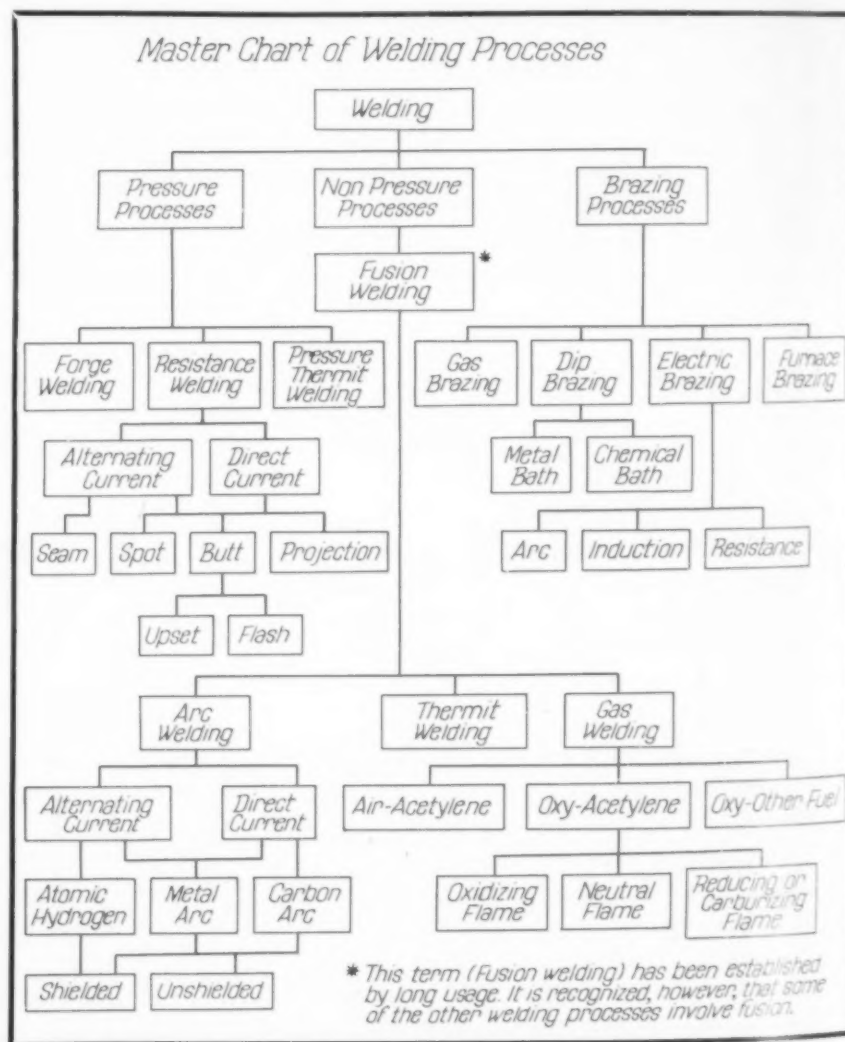 Master Chart of Welding Processes
Welding
Pressure
Processes
Non Pressure
Processes
Brazing
Processes
Fusion
Welding
*
Forge
Welding
Resistance
Welding
Pressure
Thermit
Welding
Gas
Brazing
Dip
Brazing
Electric
Brazing
Furnace
Brazing
Alternating
Current
Direct
Current
Metal
Bath
Chemical
Bath
Seam
Spot
Butt
Projection
Arc
Induction
Resistance
Upset
Flash
Arc
Welding
Thermit
Welding
Gas
Welding
Alternating
Current
Direct
Current
Air-Acetylene
Oxy-Acetylene
Oxy-Other Fuel
Atomic
Hydrogen
Metal
Arc
Carbon
Arc
Oxidizing
Flame
Neutral
Flame
Reducing or
Carburizing
Flame
Shielded
Unshielded
* This term (Fusion welding) has been established
by long usage. It is recognized, however, that some
of the other welding processes involve fusion.